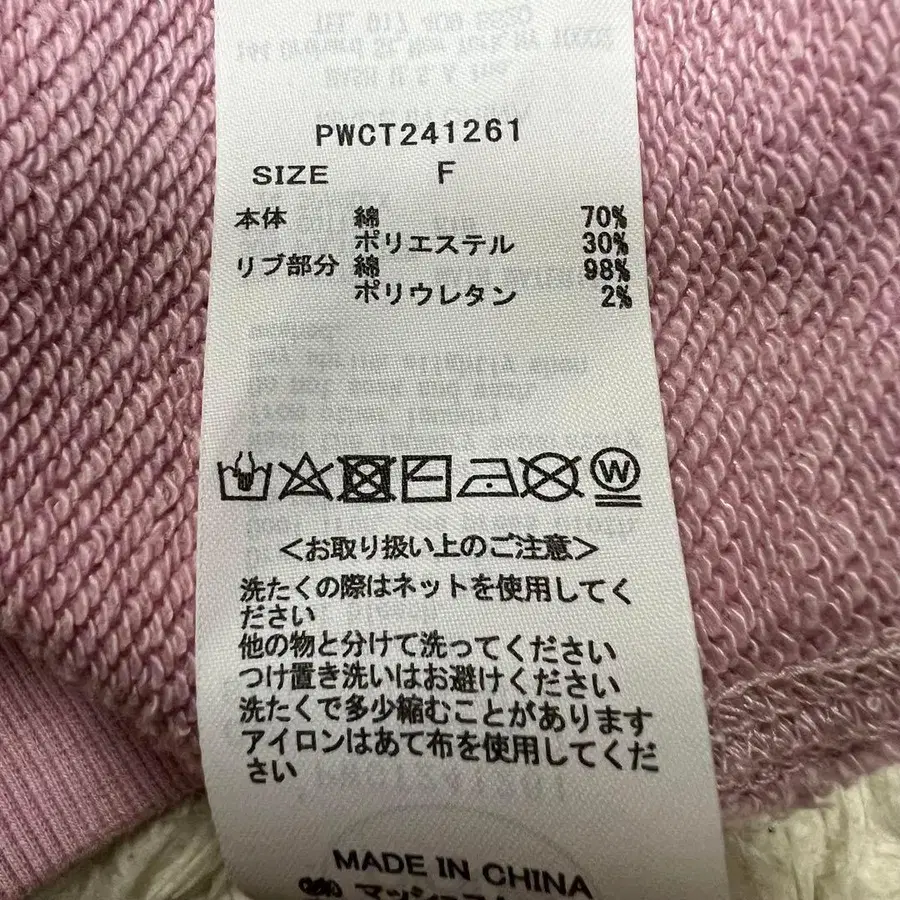 PWCT241261
SIZE F
本体 綿 70%
ポリエステル 30%
リブ部分 綿 98%
ポリウレタン 2%
W
<お取り扱い上のご注意>
洗たくの際はネットを使用してく
ださい
他の物と分けて洗ってください
つけ置き洗いはお避けください
洗たくで多少縮むことがあります
アイロンはあて布を使用してくだ
さい
MADE IN CHINA